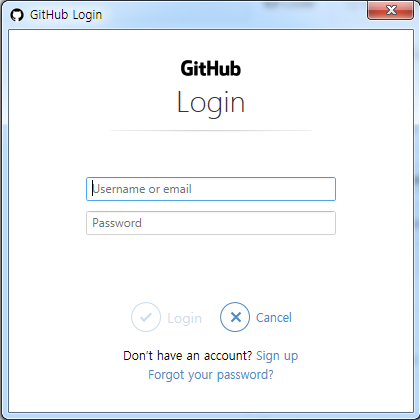 GitHub Login
GitHub
Login
Username or email
Password
Login
Cancel
Don't have an account? Sign up
Forgot your password?